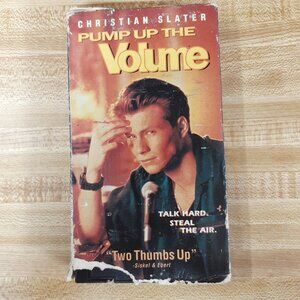 CHRISTIAN SLATER
PUMP UP THE
Volume
TALK HARD.
STEAL
THE AIR.
"Two Thumbs Up"
-Siskel & Ebert